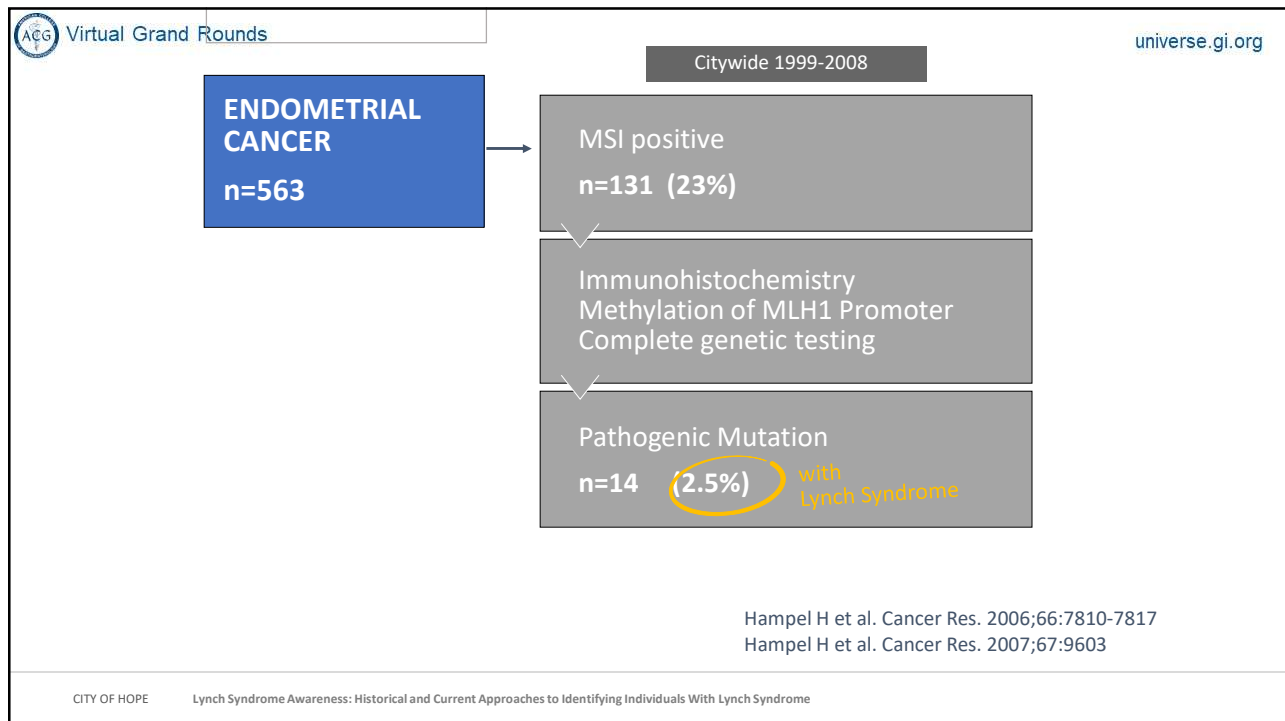 ACG Virtual Grand Rounds
universe.gi.org
Citywide 1999-2008
ENDOMETRIAL
CANCER
n=563
MSI positive
n=131 (23%)
Immunohistochemistry
Methylation of MLH1 Promoter
Complete genetic testing
Pathogenic Mutation
n=14 (2.5%)
with
Lynch Syndrome
Hampel H et al. Cancer Res. 2006;66:7810-7817
Hampel H et al. Cancer Res. 2007;67:9603
CITY OF HOPE Lynch Syndrome Awareness: Historical and Current Approaches to Identifying Individuals With Lynch Syndrome